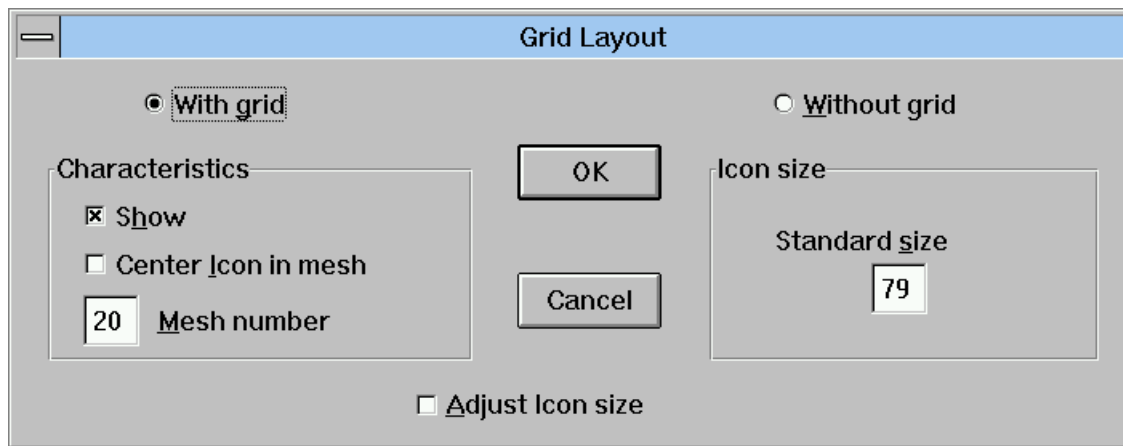 Grid Layout
With grid
Without grid
Characteristics
Show
Center Icon in mesh
20 Mesh number
OK
Cancel
Icon size
Standard size
79
Adjust Icon size